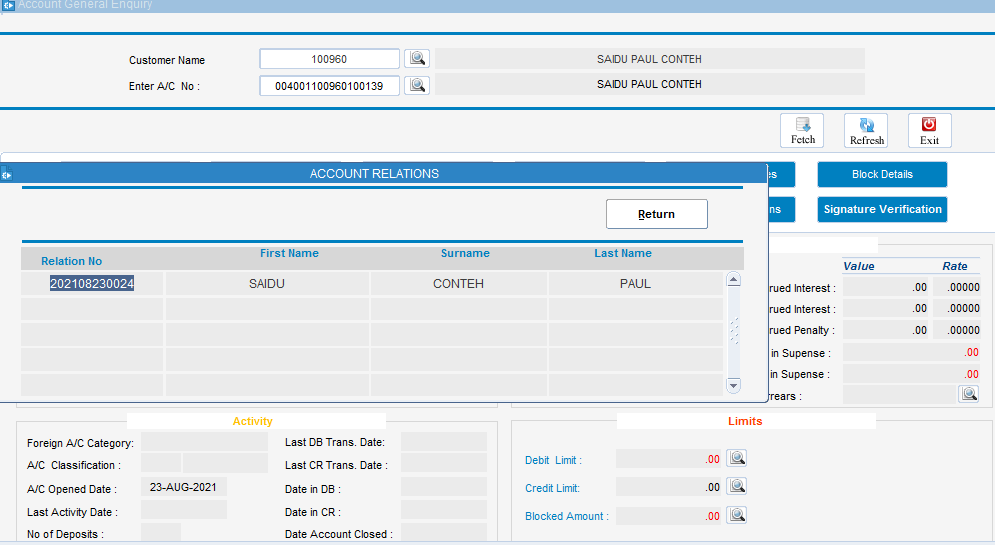 Account General Enquiry
Customer Name 100960 SAIDU PAUL CONTEH
Enter A/C No : 004001100960100139 SAIDU PAUL CONTEH
Fetch Refresh Exit
ACCOUNT RELATIONS
es Block Details
Return
ns Signature Verification
Relation No First Name Surname Last Name
202108230024 SAIDU CONTEH PAUL
Value Rate
rued Interest : .00 .00000
rued Interest : .00 .00000
rued Penalty : .00 .00000
in Supense : .00
in Supense : .00
rears :
Activity
Foreign A/C Category: Last DB Trans. Date:
A/C Classification : Last CR Trans. Date :
A/C Opened Date : 23-AUG-2021 Date in DB :
Last Activity Date : Date in CR :
No of Deposits : Date Account Closed :
Limits
Debit Limit : .00
Credit Limit: .00
Blocked Amount : .00